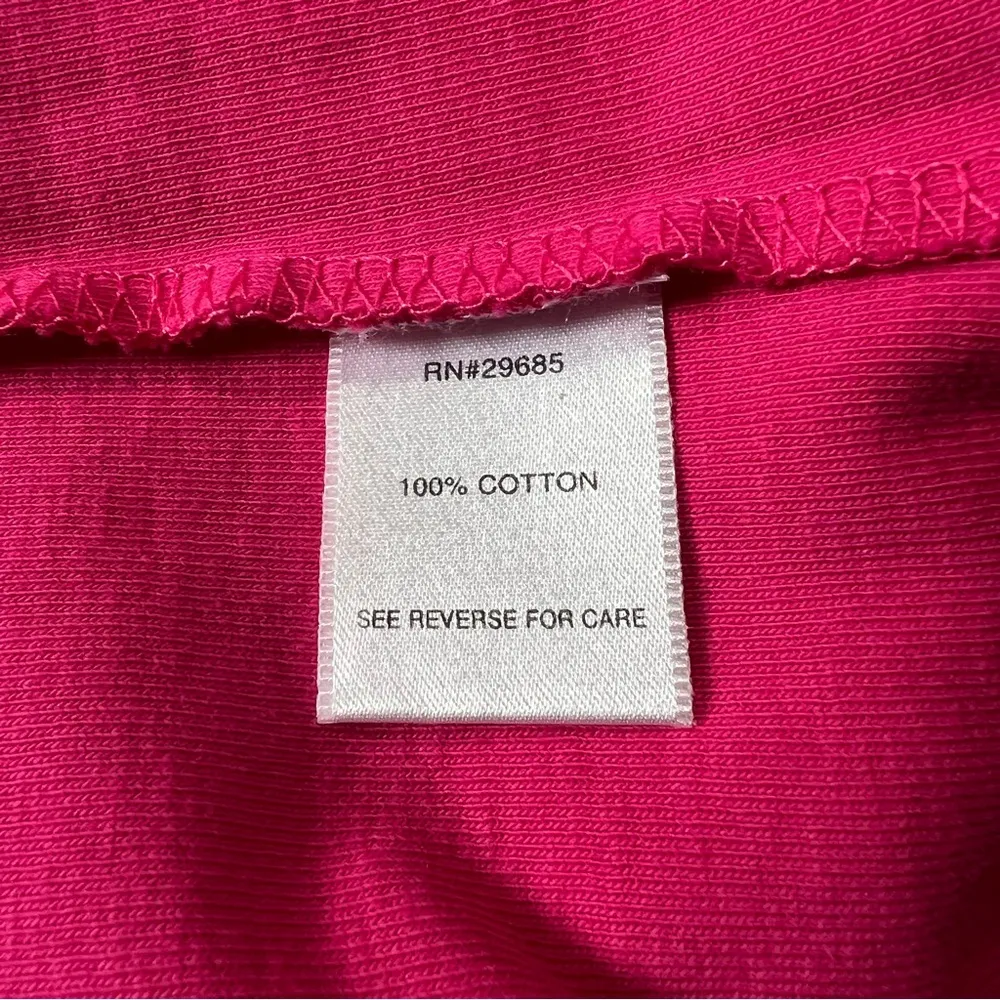 RN#29685
100% COTTON
SEE REVERSE FOR CARE